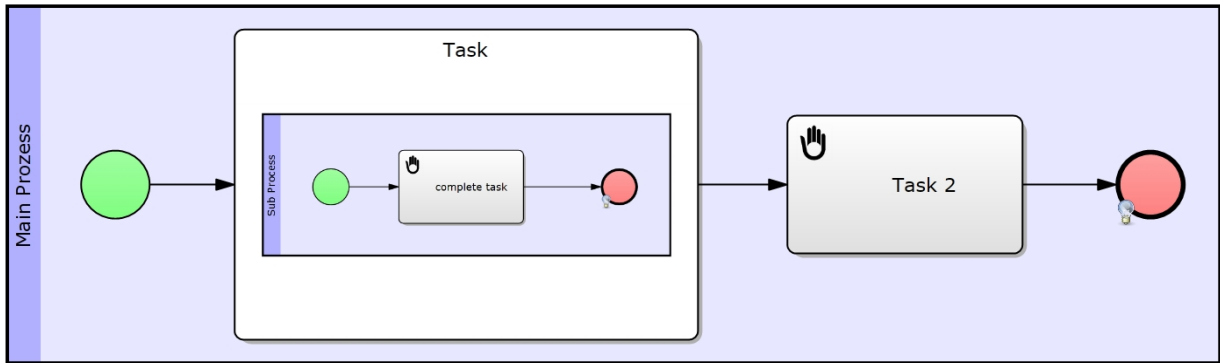 Main Prozess
Task
Sub Process
complete task
Task 2